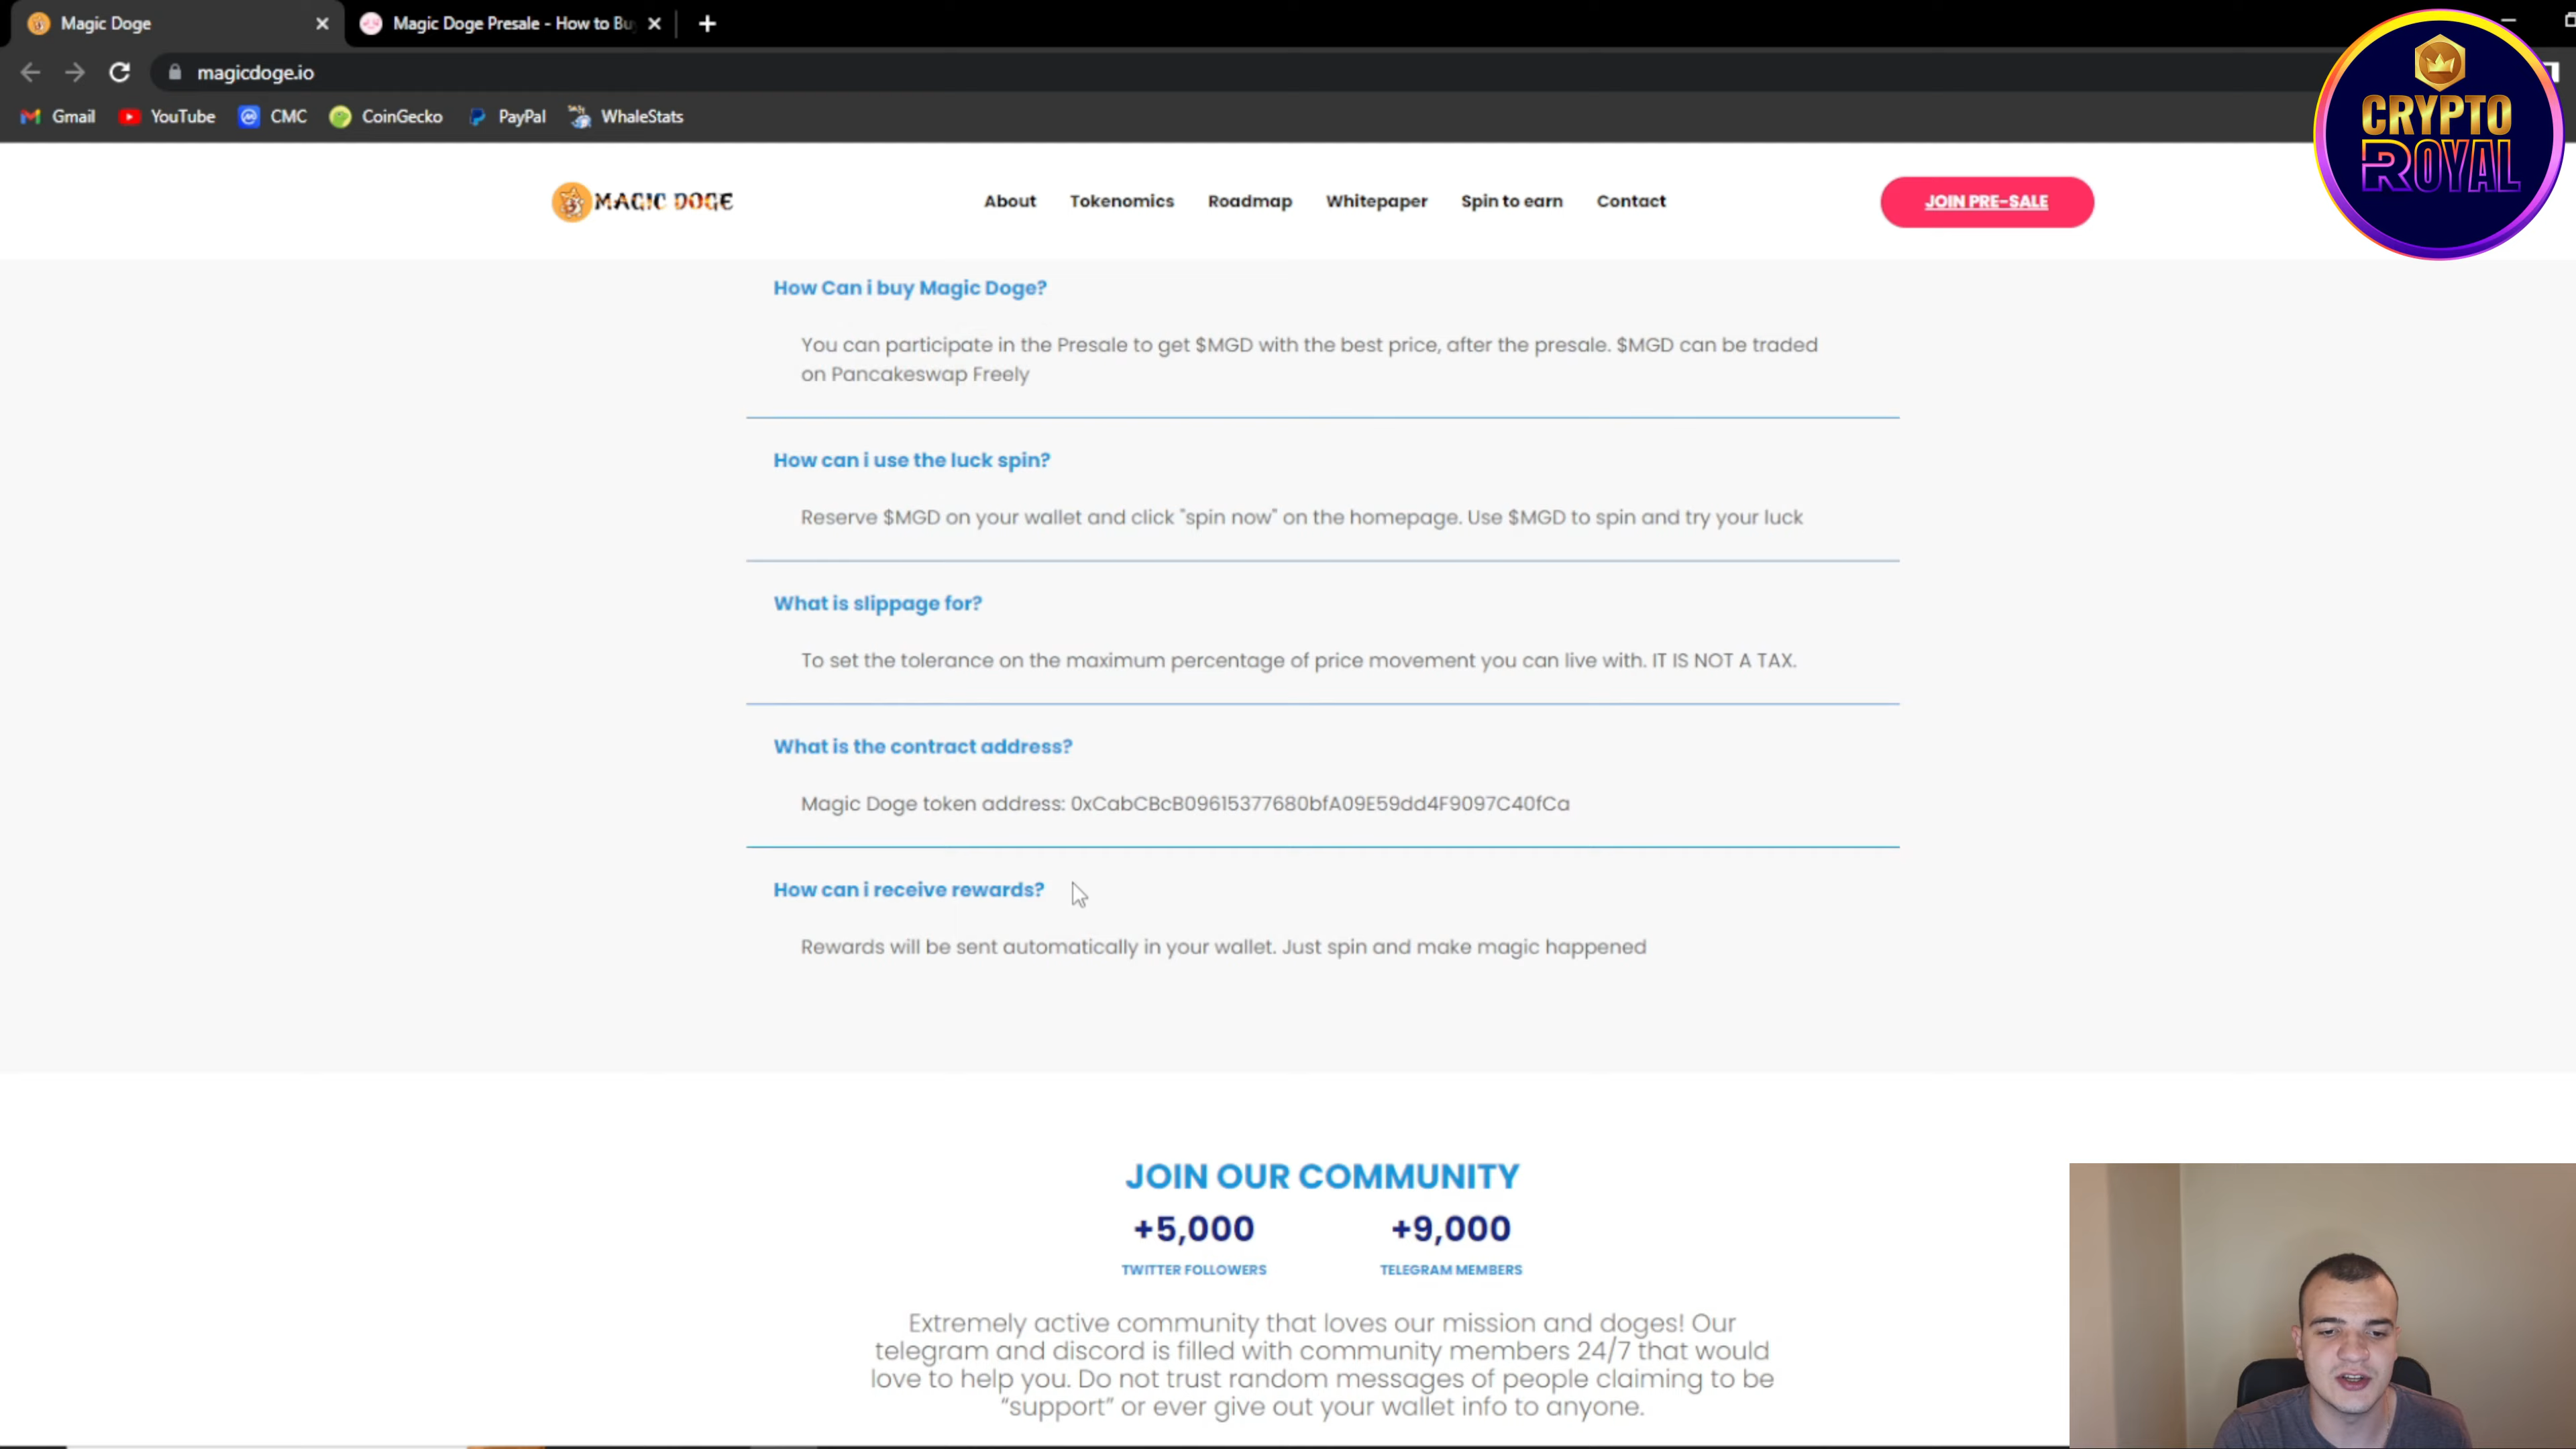 Magic Doge
Magic Doge Presale - How to Bu
magicdoge.io
Gmail YouTube CMC CoinGecko PayPal WhaleStats
CRYPTO
ROYAL
MAGIC DOGE
About Tokenomics Roadmap Whitepaper Spin to earn Contact
JOIN PRE-SALE
How Can i buy Magic Doge?
You can participate in the Presale to get $MGD with the best price, after the presale. $MGD can be traded
on Pancakeswap Freely
How can i use the luck spin?
Reserve $MGD on your wallet and click "spin now" on the homepage. Use $MGD to spin and try your luck
What is slippage for?
To set the tolerance on the maximum percentage of price movement you can live with. IT IS NOT A TAX.
What is the contract address?
Magic Doge token address: 0xCabCBcB09615377680bfA09E59dd4F9097C40fCa
How can i receive rewards?
Rewards will be sent automatically in your wallet. Just spin and make magic happened
JOIN OUR COMMUNITY
+5,000 +9,000
TWITTER FOLLOWERS TELEGRAM MEMBERS
Extremely active community that loves our mission and doges! Our
telegram and discord is filled with community members 24/7 that would
love to help you. Do not trust random messages of people claiming to be
“support” or ever give out your wallet info to anyone.